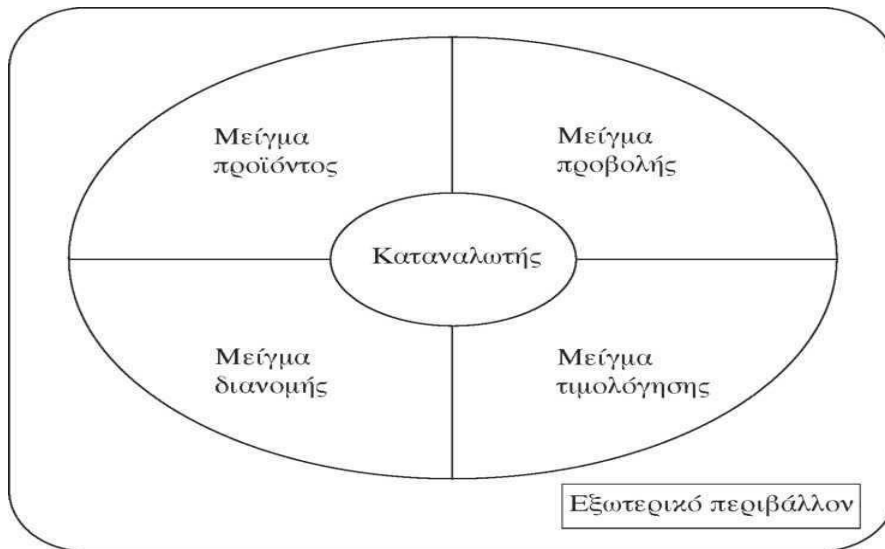 Μείγμα
προϊόντος
Μείγμα
προβολής
Καταναλωτής
Μείγμα
διανομής
Μείγμα
τιμολόγησης
Εξωτερικό περιβάλλον